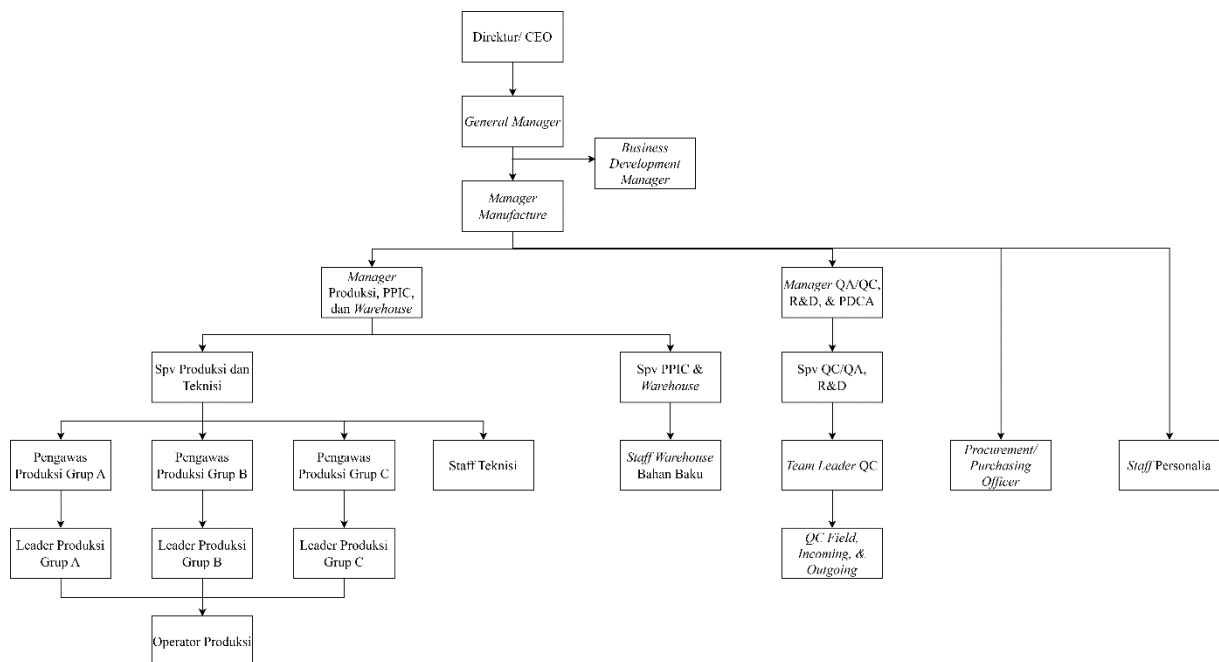 Direktur/ CEO
General Manager
Business
Development
Manager
Manager
Manufacture
Manager
Produksi, PPIC,
dan Warehouse
Manager QA/QC,
R&D, & PDCA
Spv Produksi dan
Teknisi
Spv PPIC &
Warehouse
Spv QC/QA,
R&D
Pengawas
Produksi Grup A
Pengawas
Produksi Grup B
Pengawas
Produksi Grup C
Staff Teknisi
Staff Warehouse
Bahan Baku
Team Leader QC
Procurement/
Purchasing
Officer
Staff Personalia
Leader Produksi
Grup A
Leader Produksi
Grup B
Leader Produksi
Grup C
QC Field,
Incoming, &
Outgoing
Operator Produksi